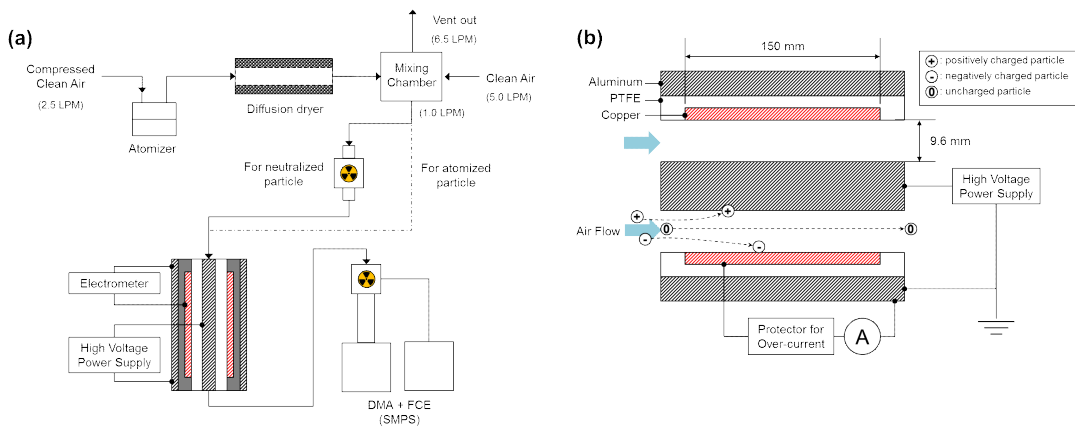 (a)
Vent out
(6.5 LPM)
Compressed
Clean Air
(2.5 LPM)
Mixing
Chamber
Clean Air
(5.0 LPM)
Diffusion dryer
(1.0 LPM)
Atomizer
For neutralized
particle
For atomized
particle
Electrometer
High Voltage
Power Supply
DMA + FCE
(SMPS)
(b)
150 mm
+ : positively charged particle
- : negatively charged particle
0 : uncharged particle
Aluminum
PTFE
Copper
9.6 mm
High Voltage
Power Supply
+
+
Air Flow
0
0
-
-
Protector for
Over-current
A